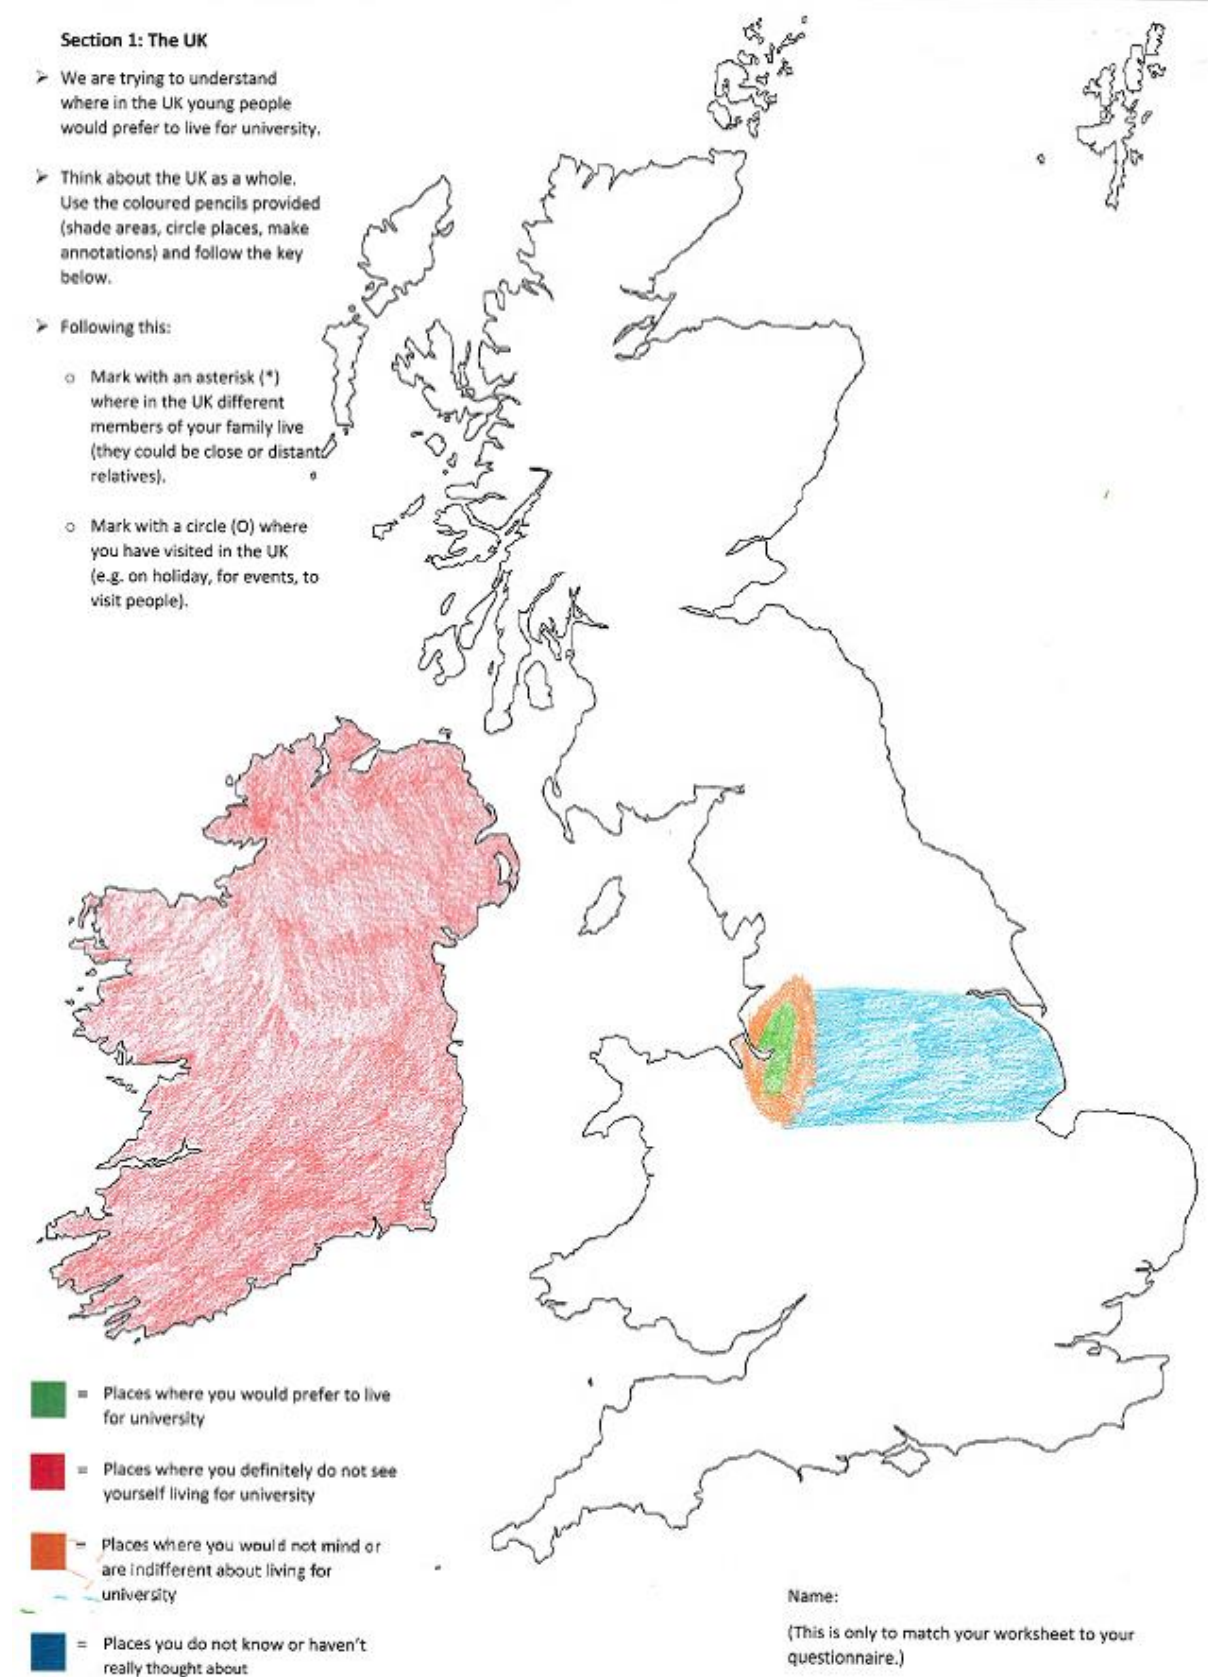 Section 1: The UK
➢ We are trying to understand
where in the UK young people
would prefer to live for university.
➢ Think about the UK as a whole.
Use the coloured pencils provided
(shade areas, circle places, make
annotations) and follow the key
below.
➢ Following this:
o Mark with an asterisk (*)
where in the UK different
members of your family live
(they could be close or distant
relatives).
o Mark with a circle (O) where
you have visited in the UK
(e.g. on holiday, for events, to
visit people).
= Places where you would prefer to live
for university
= Places where you definitely do not see
yourself living for university
= Places where you would not mind or
are indifferent about living for
university
= Places you do not know or haven't
really thought about
Name:
(This is only to match your worksheet to your
questionnaire.)